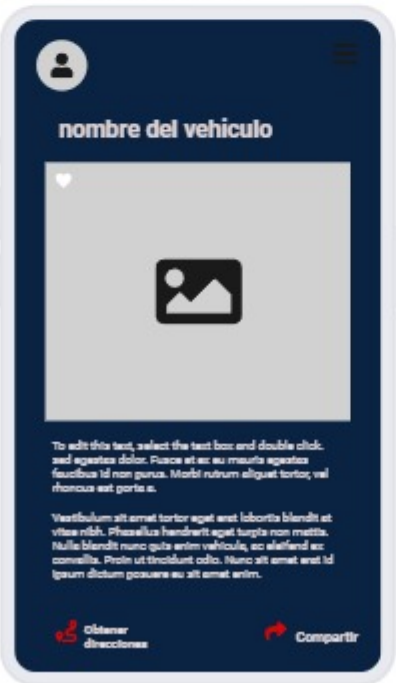 nombre del vehiculo
To edit this text, select the text box and double click.
sed egestas dolor. Fusce et ex eu mauris egestas
faucibus id non purus. Morbi rutrum aliquet tortor, vel
rhoncus est porta a.
Vestibulum sit amet tortor eget erat lobortis blandit et
vitae nibh. Phasellus hendrerit eget turpis non mattis.
Nulla blandit nunc quis enim vehicula, ac eleifend ex
convallis. Proin ut tincidunt odio. Nunc sit amet erat id
ipsum dictum posuere eu sit amet enim.
Obtener
direcciones
Compartir